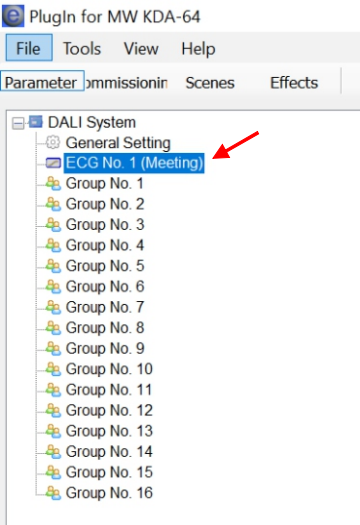 PlugIn for MW KDA-64
File Tools View Help
Parameter ommissionin Scenes Effects
DALI System
General Setting
ECG No. 1 (Meeting)
Group No. 1
Group No. 2
Group No. 3
Group No. 4
Group No. 5
Group No. 6
Group No. 7
Group No. 8
Group No. 9
Group No. 10
Group No. 11
Group No. 12
Group No. 13
Group No. 14
Group No. 15
Group No. 16